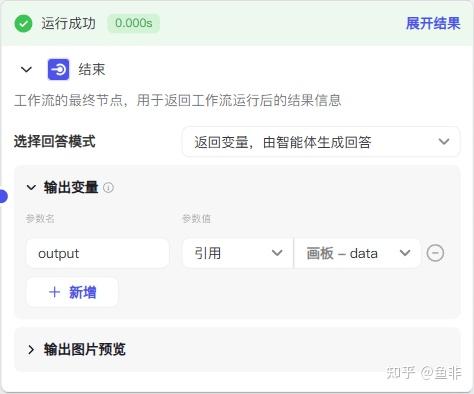 运行成功 0.000s 展开结果
结束
工作流的最终节点，用于返回工作流运行后的结果信息
选择回答模式 返回变量，由智能体生成回答
输出变量
参数名 参数值
output 引用 画板 – data
新增
输出图片预览
知乎 @鱼非